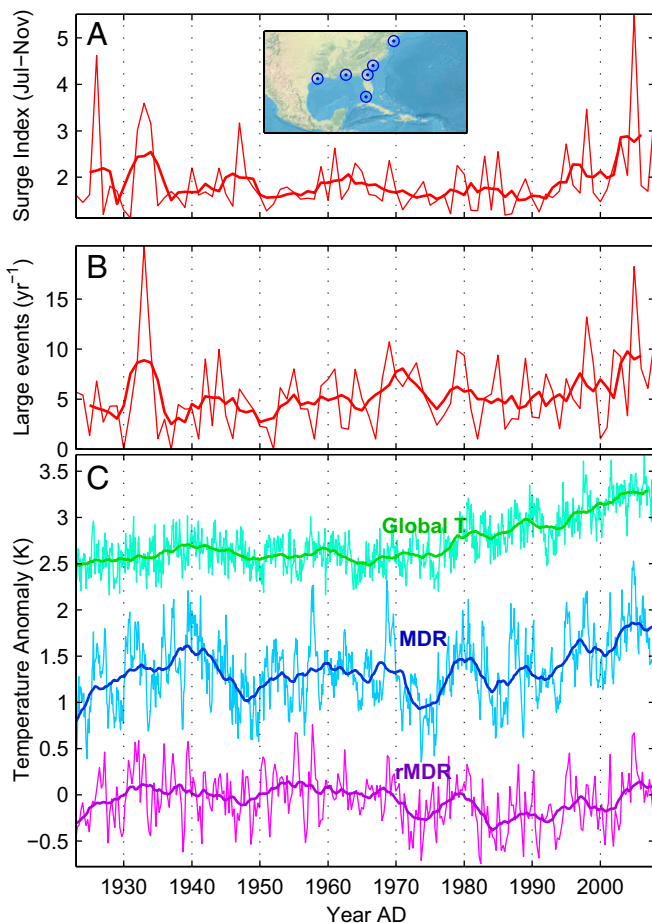 A
Surge Index (Jul−Nov)
5
4
3
2
B
Large events (yr−1)
15
10
5
0
C
Temperature Anomaly (K)
3.5
3
2.5
2
1.5
1
0.5
0
−0.5
Global T
MDR
rMDR
1930 1940 1950 1960 1970 1980 1990 2000
Year AD